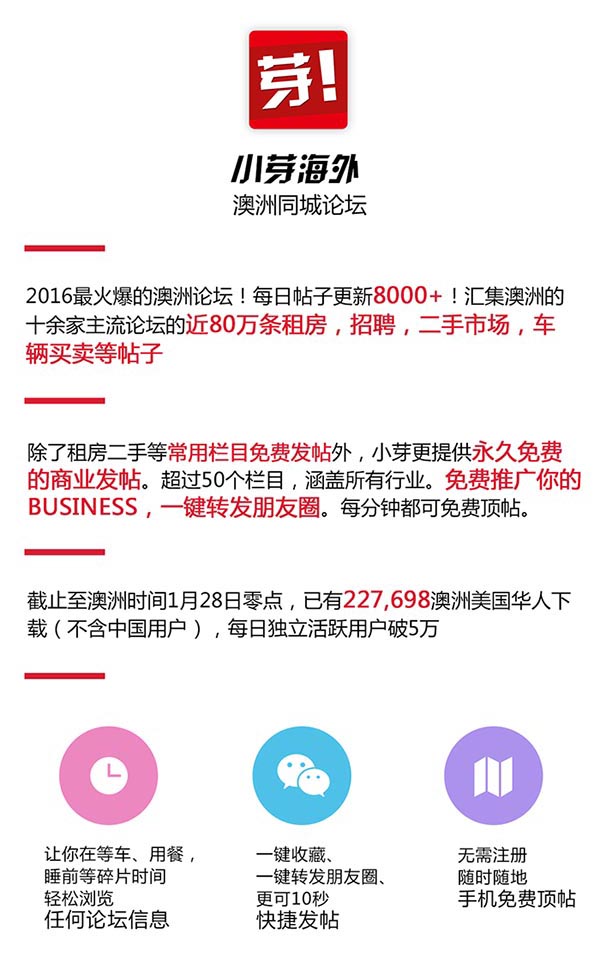 芽!
小芽海外
澳洲同城论坛
2016最火爆的澳洲论坛！每日帖子更新8000+！汇集澳洲的
十余家主流论坛的近80万条租房，招聘，二手市场，车
辆买卖等帖子
除了租房二手等常用栏目免费发帖外，小芽更提供永久免费
的商业发帖。超过50个栏目，涵盖所有行业。免费推广你的
BUSINESS，一键转发朋友圈。每分钟都可免费顶帖。
截止至澳洲时间1月28日零点，已有227,698澳洲美国华人下
载（不含中国用户），每日独立活跃用户破5万
让你在等车、用餐，
睡前等碎片时间
轻松浏览
任何论坛信息
一键收藏、
一键转发朋友圈、
更可10秒
快捷发帖
无需注册
随时随地
手机免费顶帖